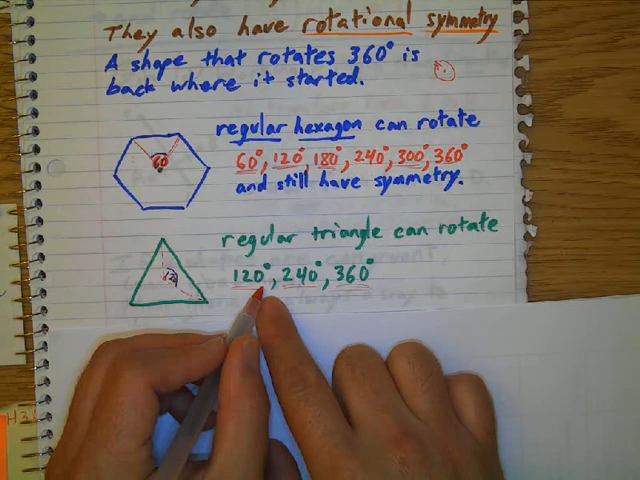 They also have rotational symmetry
A shape that rotates 360° is
back where it started.
regular hexagon can rotate
60
60°, 120°, 180°, 240°, 300°, 360°
and still have symmetry.
regular triangle can rotate
120°, 240°, 360°